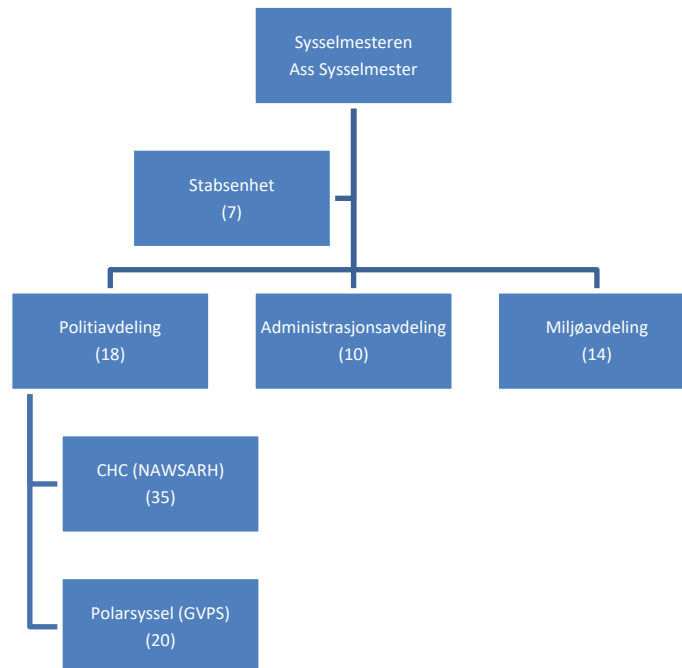 Sysselmesteren
Ass Sysselmester
Stabsenhet
(7)
Politiavdeling
(18)
Administrasjonsavdeling
(10)
Miljøavdeling
(14)
CHC (NAWSARH)
(35)
Polarsyssel (GVPS)
(20)